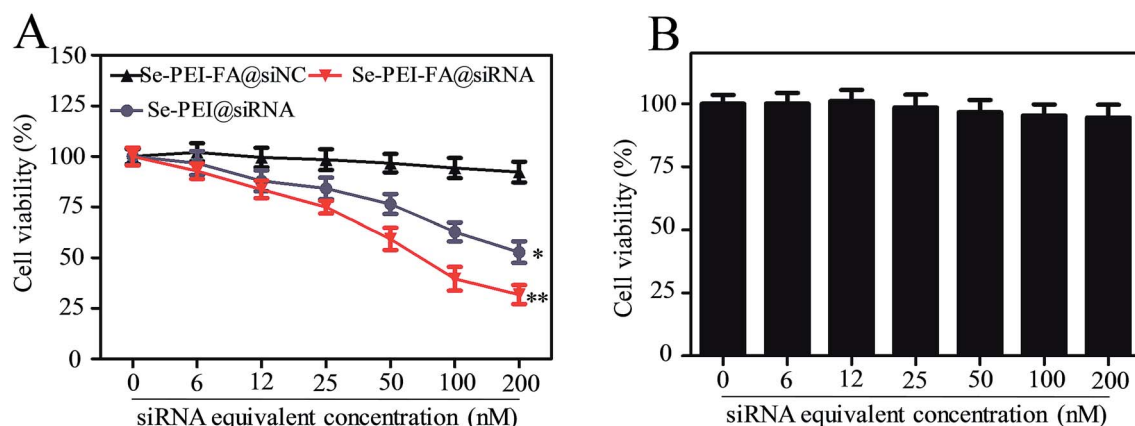 A
150
125
100
75
50
25
0
Cell viability (%)
Se-PEI-FA@siNC Se-PEI-FA@siRNA
Se-PEI@siRNA
*
**
0 6 12 25 50 100 200
siRNA equivalent concentration (nM)
B
100
75
50
25
0
Cell viability (%)
0 6 12 25 50 100 200
siRNA equivalent concentration (nM)